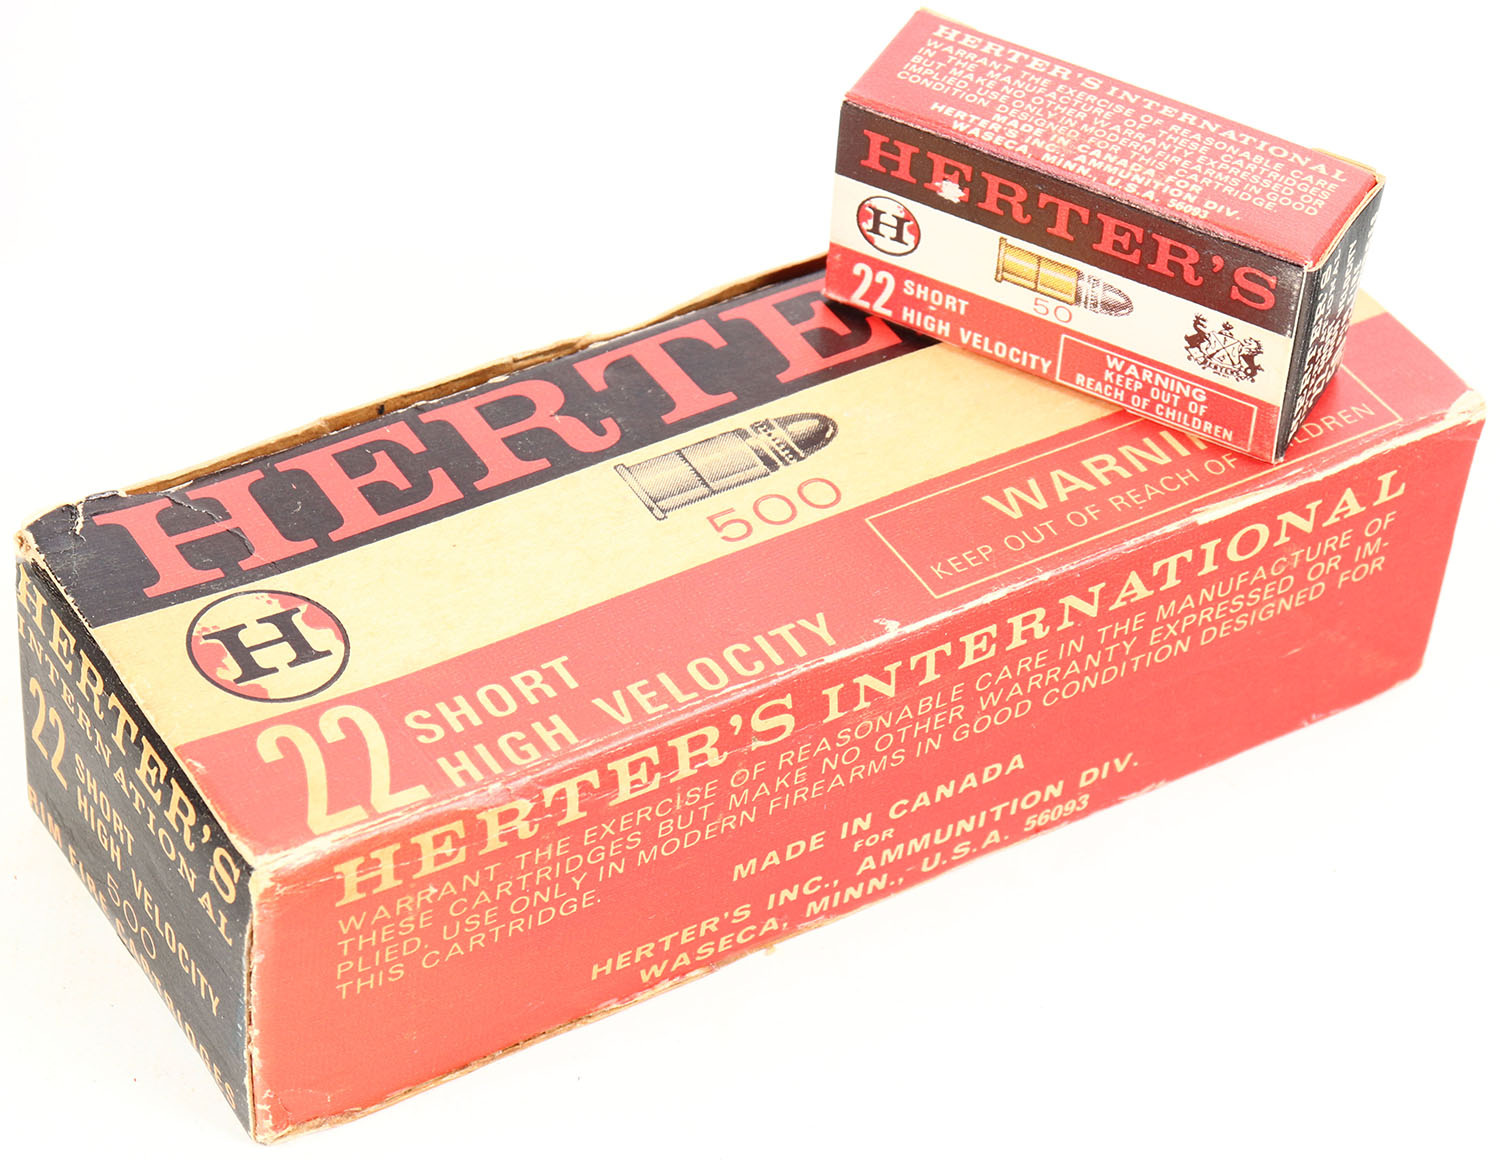 HERTER'S INTERNATIONAL
WARRANT THE EXERCISE OF REASONABLE CARE
IN THE MANUFACTURE OF THESE CARTRIDGES
BUT MAKE NO OTHER WARRANTY EXPRESSED OR
IMPLIED. USE ONLY IN MODERN FIREARMS IN GOOD
CONDITION DESIGNED FOR THIS CARTRIDGE
MADE IN CANADA FOR
HERTER'S INC. AMMUNITION DIV.
WASECA, MINN., U.S.A. 56093
HERTER'S
H
50
22 SHORT
HIGH VELOCITY
WARNING
KEEP OUT OF
REACH OF CHILDREN
HERTE
500
H
22 SHORT
HIGH VELOCITY
WARNI
KEEP OUT OF REACH OF
LDREN
HERTER'S INTERNATIONAL
WARRANT THE EXERCISE OF REASONABLE CARE IN THE MANUFACTURE OF
THESE CARTRIDGES BUT MAKE NO OTHER WARRANTY EXPRESSED OR IM-
PLIED. USE ONLY IN MODERN FIREARMS IN GOOD CONDITION DESIGNED FOR
THIS CARTRIDGE.
MADE IN CANADA
FOR
HERTER'S INC., AMMUNITION DIV.
WASECA, MINN., U.S.A. 56093
HERTER'S
INTERNATIONAL
22 SHORT
HIGH VELOCITY
500
RIM FIRE CARTRIDGES